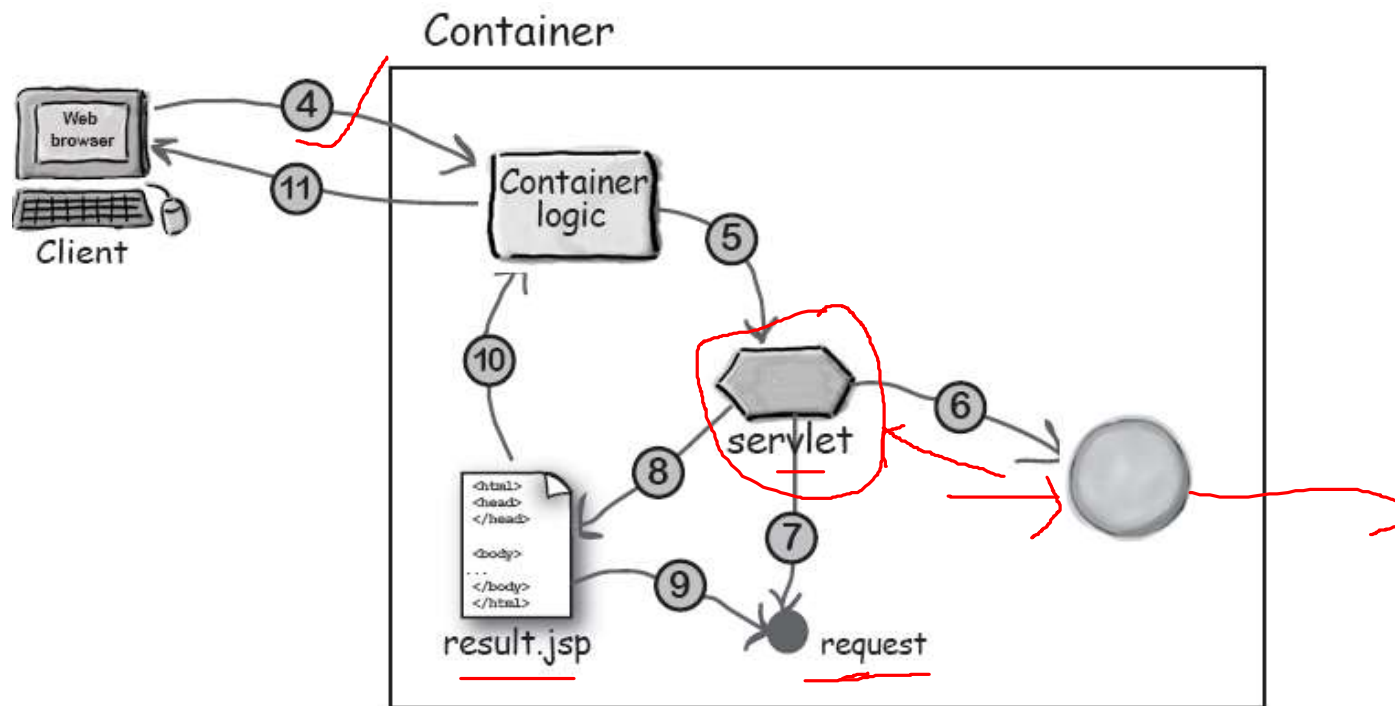 Container
Web
browser
Client
4
11
Container
logic
5
10
servlet
6
8
7
<html>
<head>
</head>
<body>
...
</body>
</html>
9
result.jsp
request